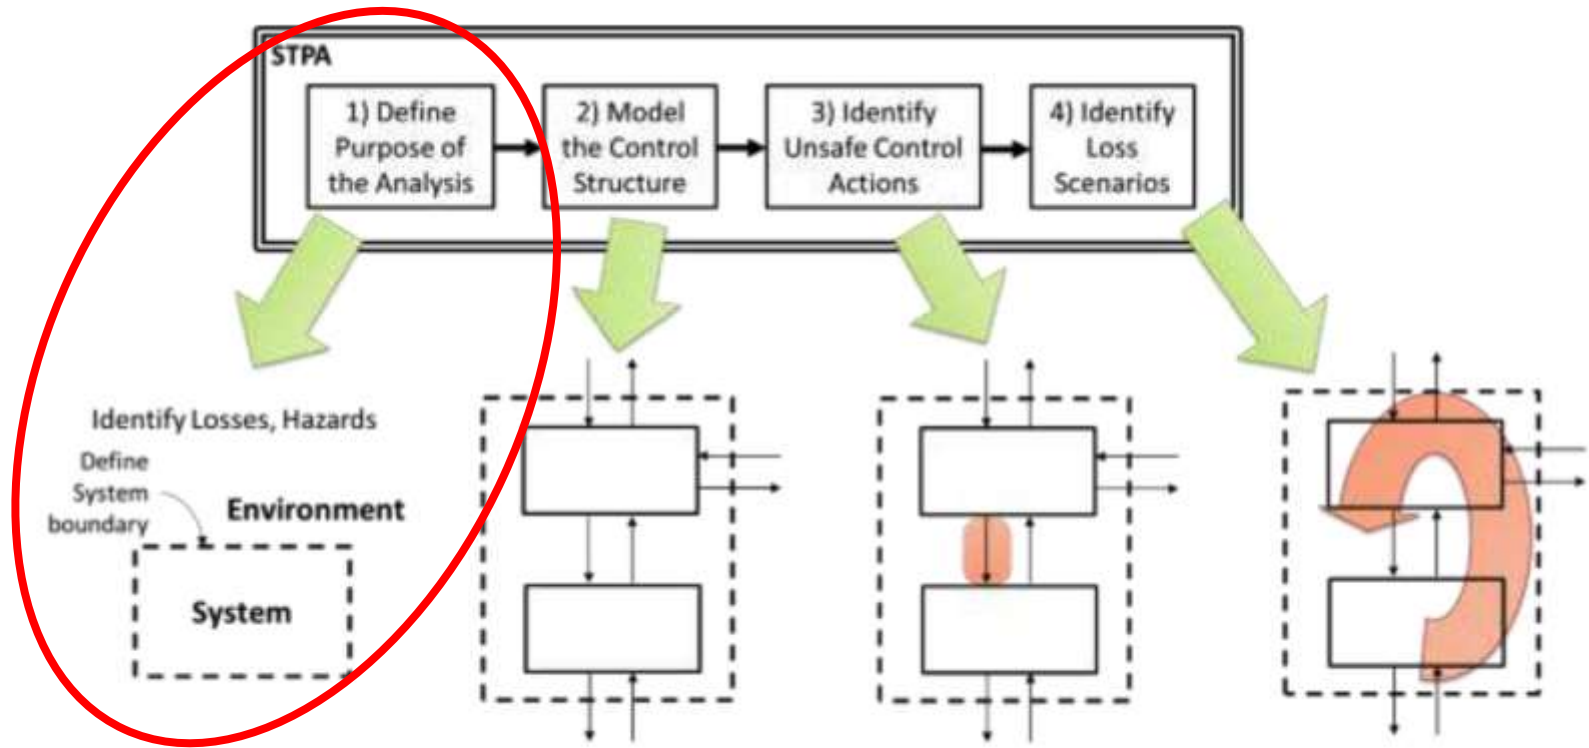 STPA
1) Define
Purpose of
the Analysis
2) Model
the Control
Structure
3) Identify
Unsafe Control
Actions
4) Identify
Loss
Scenarios
Identify Losses, Hazards
Define
System
boundary
Environment
System